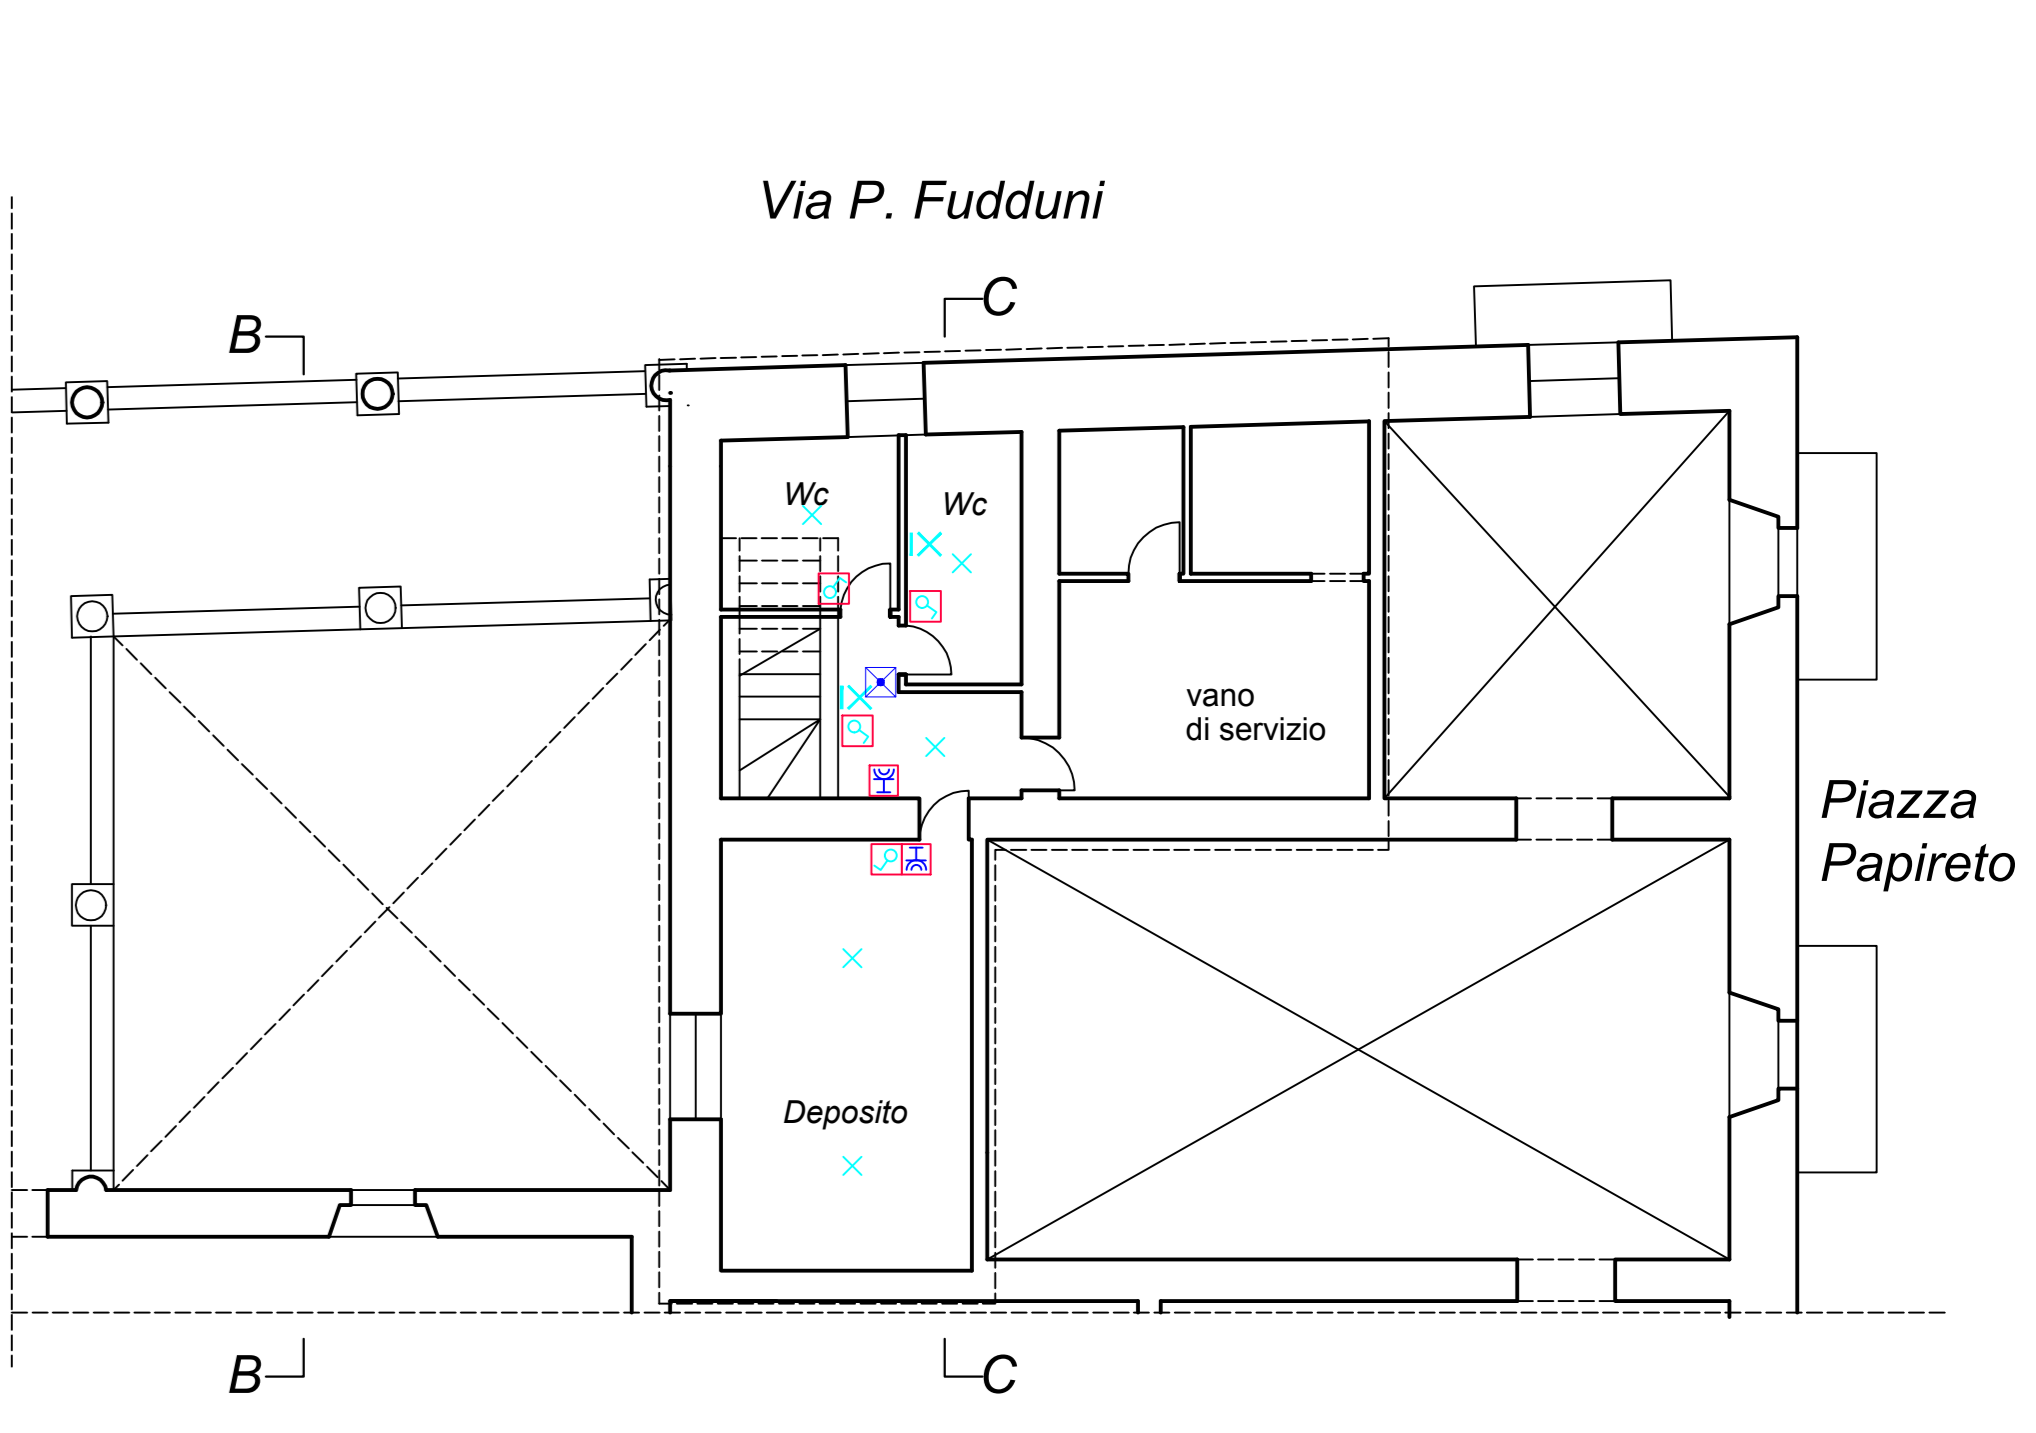 Via P. Fudduni
C
B
Wc
Wc
vano
di servizio
Piazza
Papireto
Deposito
B
C